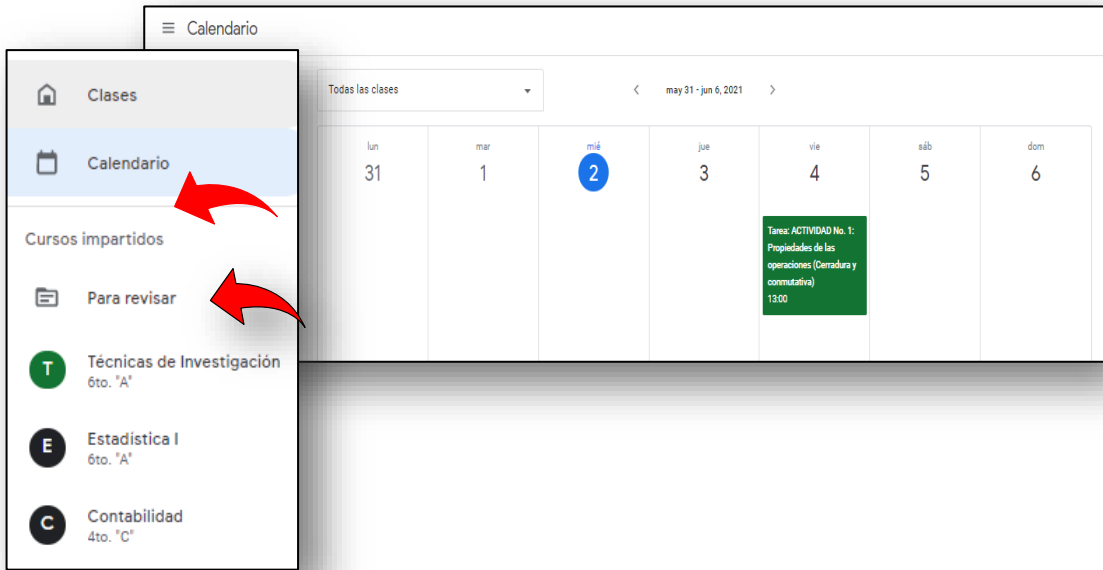 Calendario
Clases
Calendario
Cursos impartidos
Para revisar
T
Técnicas de Investigación
6to. "A"
E
Estadística I
6to. "A"
C
Contabilidad
4to. "C"
Todas las clases
may 31 - jun 6, 2021
lun
31
mar
1
mié
2
jue
3
vie
4
sáb
5
dom
6
Tarea: ACTIVIDAD No. 1:
Propiedades de las
operaciones (Cerradura y
conmutativa)
13:00